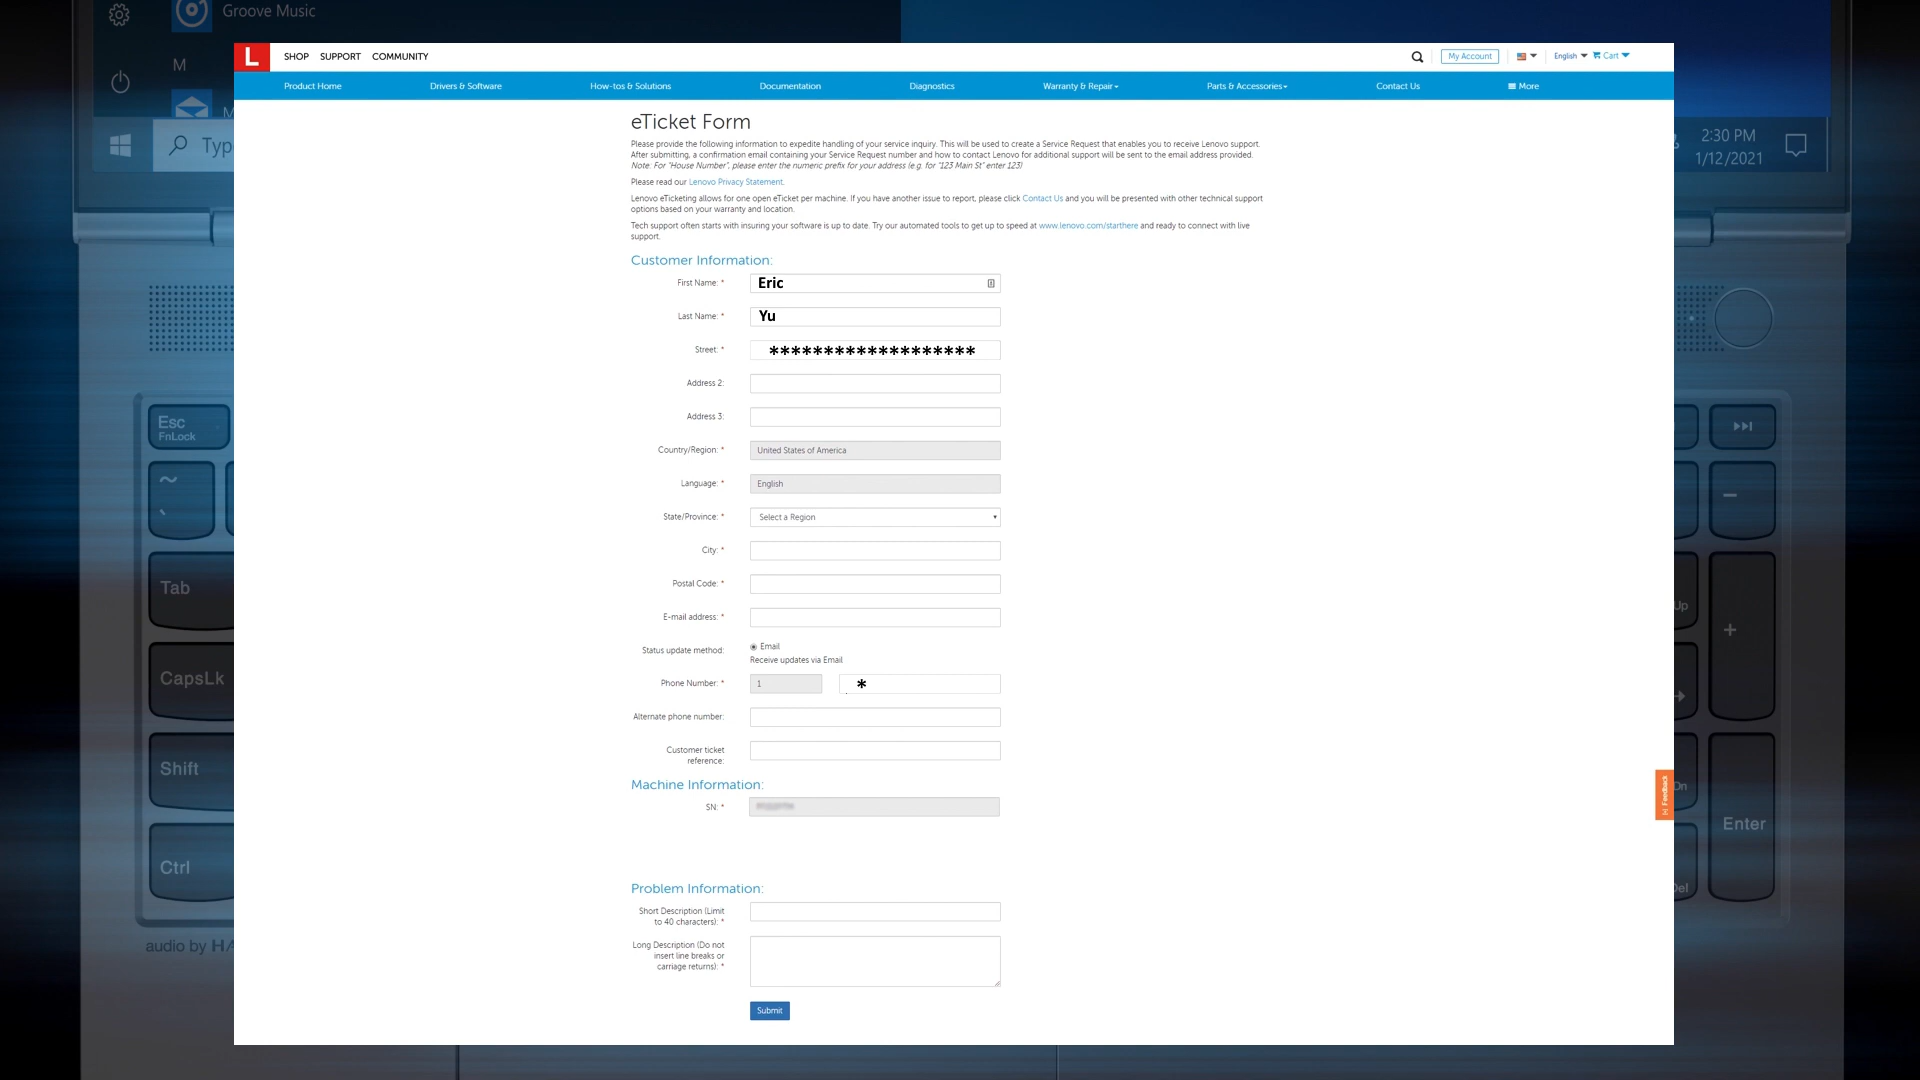 Groove Music
M
Typ
2:30 PM
1/12/2021
L
SHOP SUPPORT COMMUNITY
My Account
English
Cart
Product Home
Drivers & Software
How-tos & Solutions
Documentation
Diagnostics
Warranty & Repair
Parts & Accessories
Contact Us
More
eTicket Form
Please provide the following information to expedite handling of your service inquiry. This will be used to create a Service Request that enables you to receive Lenovo support.
After submitting, a confirmation email containing your Service Request number and how to contact Lenovo for additional support will be sent to the email address provided.
Note: For "House Number", please enter the numeric prefix for your address (e.g. for "123 Main St" enter 123)
Please read our Lenovo Privacy Statement.
Lenovo eTicketing allows for one open eTicket per machine. If you have another issue to report, please click Contact Us and you will be presented with other technical support
options based on your warranty and location.
Tech support often starts with insuring your software is up to date. Try our automated tools to get up to speed at www.lenovo.com/starthere and ready to connect with live
support.
Customer Information:
First Name: * Eric
Last Name: * Yu
Street: * *******************
Address 2:
Address 3:
Country/Region: * United States of America
Language: * English
State/Province: * Select a Region
City: *
Postal Code: *
E-mail address: *
Status update method: Email
Receive updates via Email
Phone Number: * 1 *
Alternate phone number:
Customer ticket
reference:
Machine Information:
SN: *
Problem Information:
Short Description (Limit
to 40 characters): *
Long Description (Do not
insert line breaks or
carriage returns): *
Submit
Feedback
Esc
FnLock
~
`
Tab
CapsLk
Shift
Ctrl
audio by HA
−
+
Up
Dn
Enter
Del